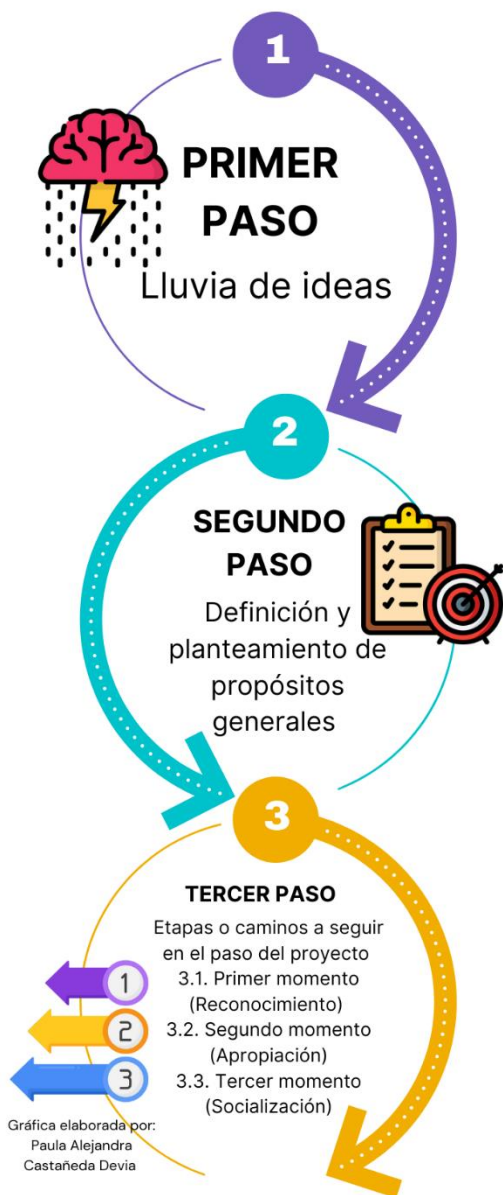 1
PRIMER
PASO
Lluvia de ideas
2
SEGUNDO
PASO
Definición y
planteamiento de
propósitos
generales
3
TERCER PASO
Etapas o caminos a seguir
en el paso del proyecto
3.1. Primer momento
(Reconocimiento)
3.2. Segundo momento
(Apropiación)
3.3. Tercer momento
(Socialización)
1
2
3
Gráfica elaborada por:
Paula Alejandra
Castañeda Devia